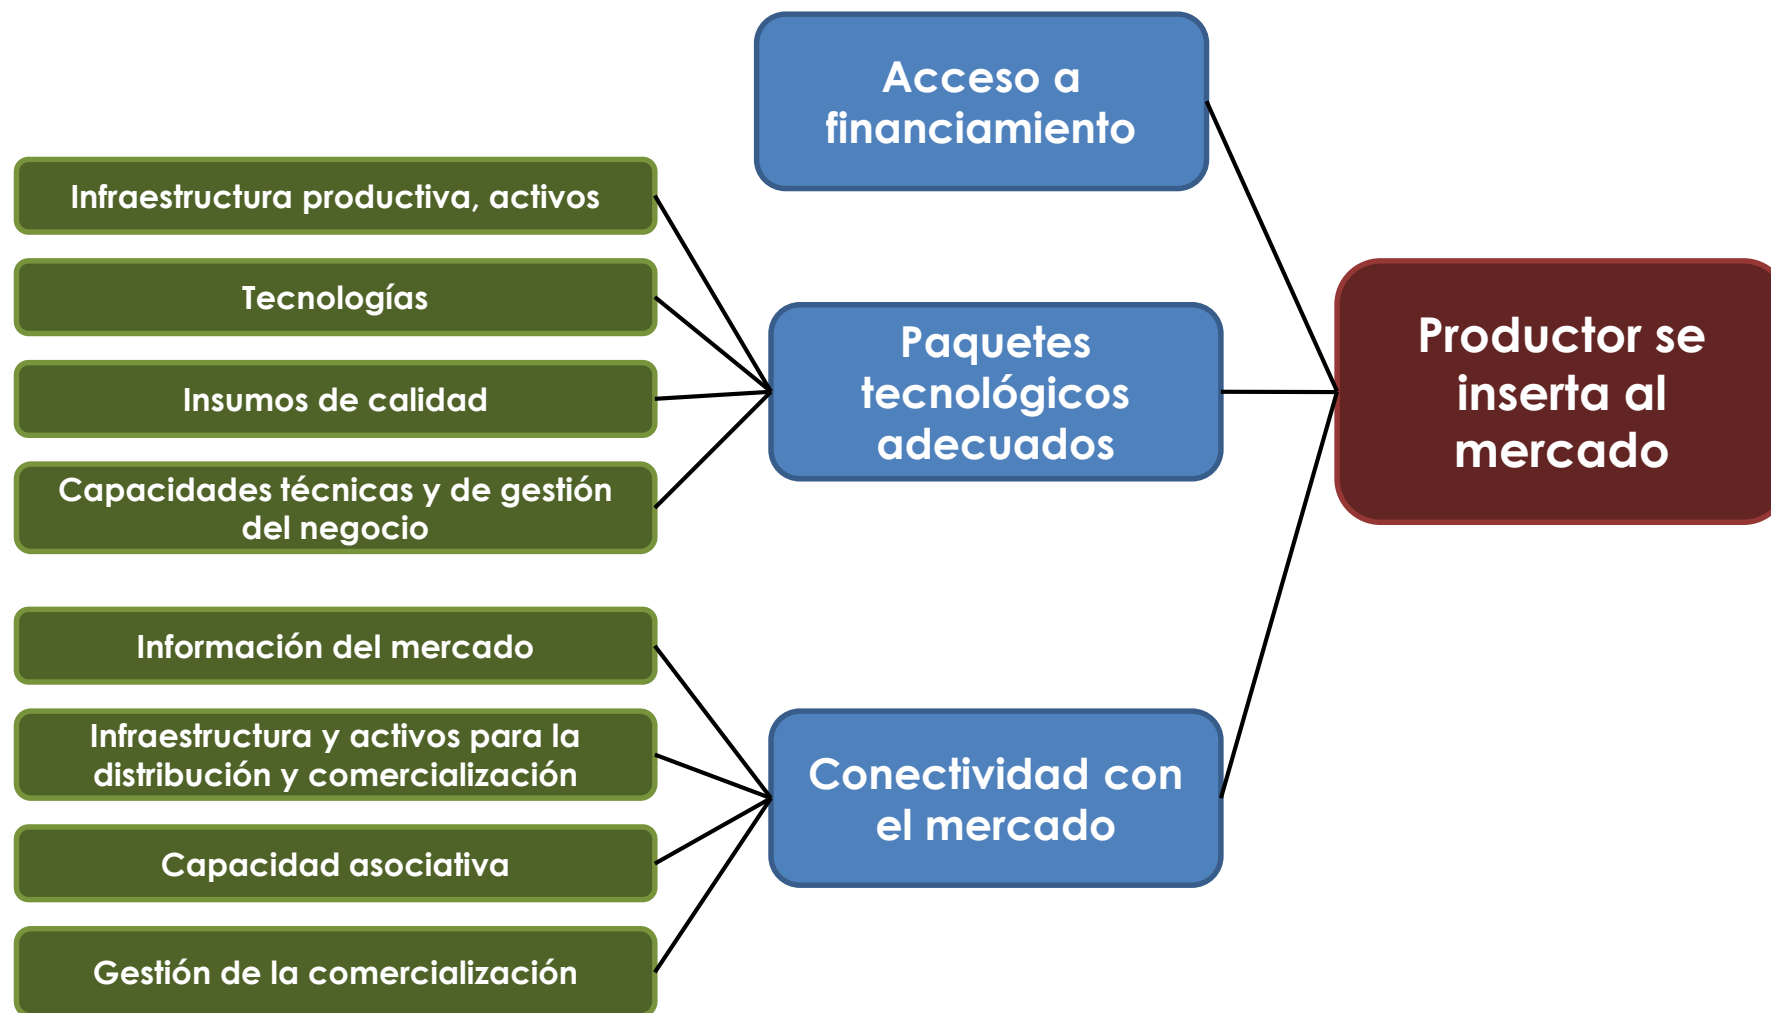 Acceso a
financiamiento
Infraestructura productiva, activos
Tecnologías
Insumos de calidad
Capacidades técnicas y de gestión
del negocio
Paquetes
tecnológicos
adecuados
Productor se
inserta al
mercado
Información del mercado
Infraestructura y activos para la
distribución y comercialización
Capacidad asociativa
Gestión de la comercialización
Conectividad con
el mercado